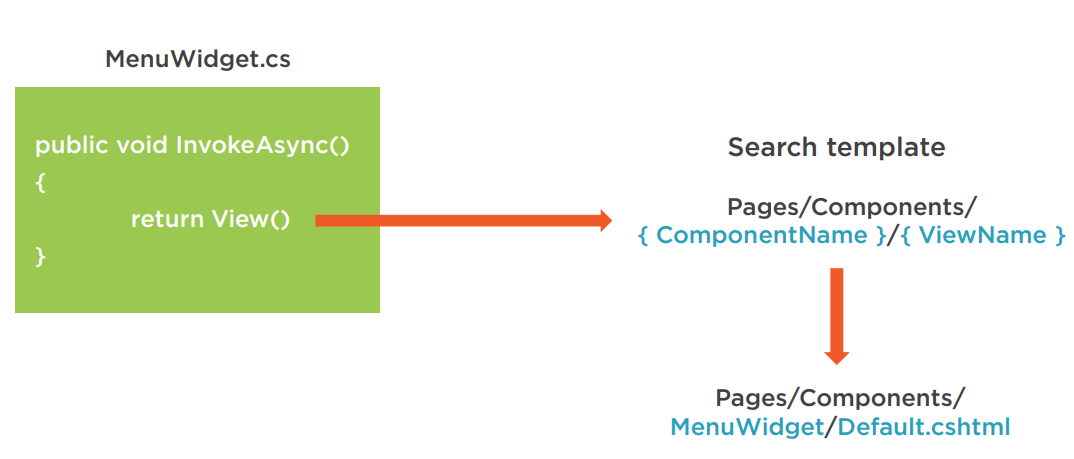 MenuWidget.cs
public void InvokeAsync()
{
return View()
}
Search template
Pages/Components/
{ ComponentName }/{ ViewName }
Pages/Components/
MenuWidget/Default.cshtml